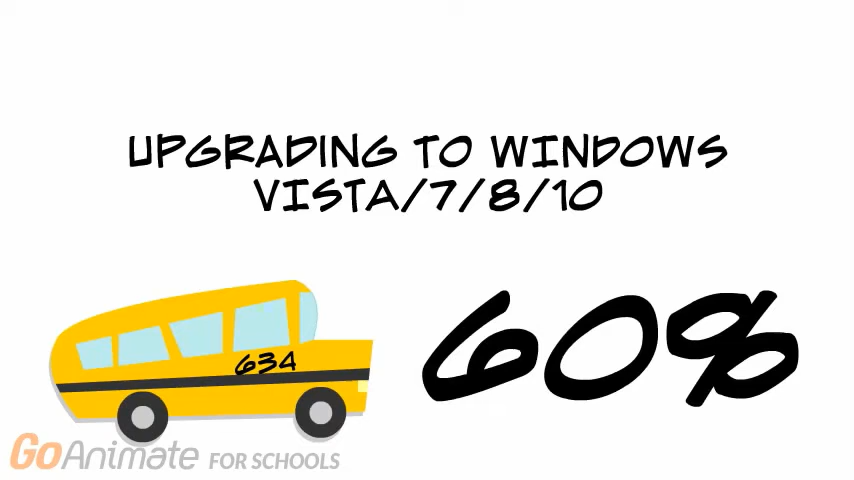 UPGRADING TO WINDOWS
VISTA/7/8/10
634
60%
GoAnimate FOR SCHOOLS